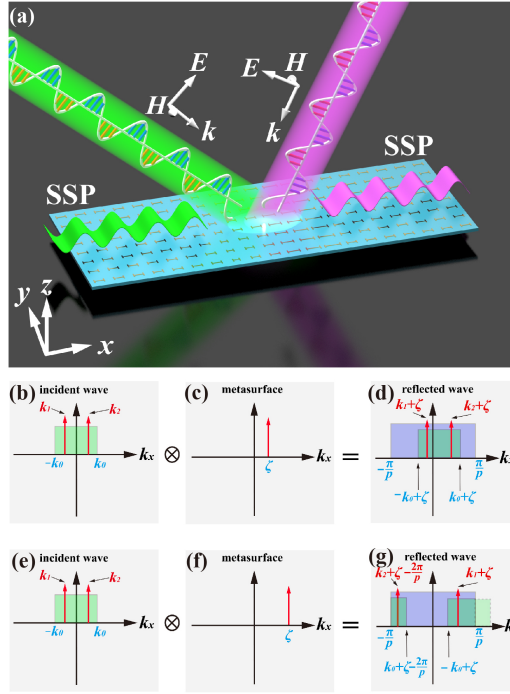 (a)
E
H
k
E
H
k
SSP
SSP
z
y
x
(b)
incident wave
k₁
k₂
−k₀
k₀
kₓ
⊗
(c)
metasurface
ζ
kₓ
=
(d)
reflected wave
k₁+ζ
k₂+ζ
−π/p
π/p
kₓ
−k₀+ζ
k₀+ζ
(e)
incident wave
k₁
k₂
−k₀
k₀
kₓ
⊗
(f)
metasurface
ζ
kₓ
=
(g)
reflected wave
k₂+ζ−2π/p
k₁+ζ
−π/p
π/p
k
k₀+ζ−2π/p
−k₀+ζ